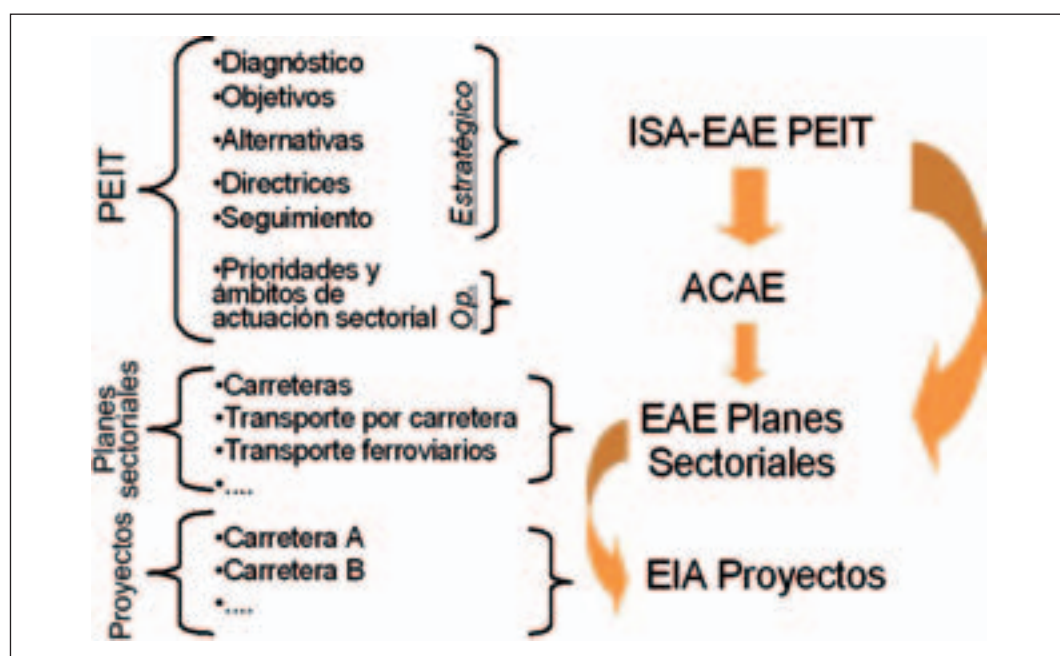 PEIT
•Diagnóstico
•Objetivos
•Alternativas
•Directrices
•Seguimiento
Estratégico
•Prioridades y
ámbitos de
actuación sectorial
Op.
ISA-EAE PEIT
ACAE
Planes
sectoriales
•Carreteras
•Transporte por carretera
•Transporte ferroviarios
•....
EAE Planes
Sectoriales
Proyectos
•Carretera A
•Carretera B
•....
EIA Proyectos